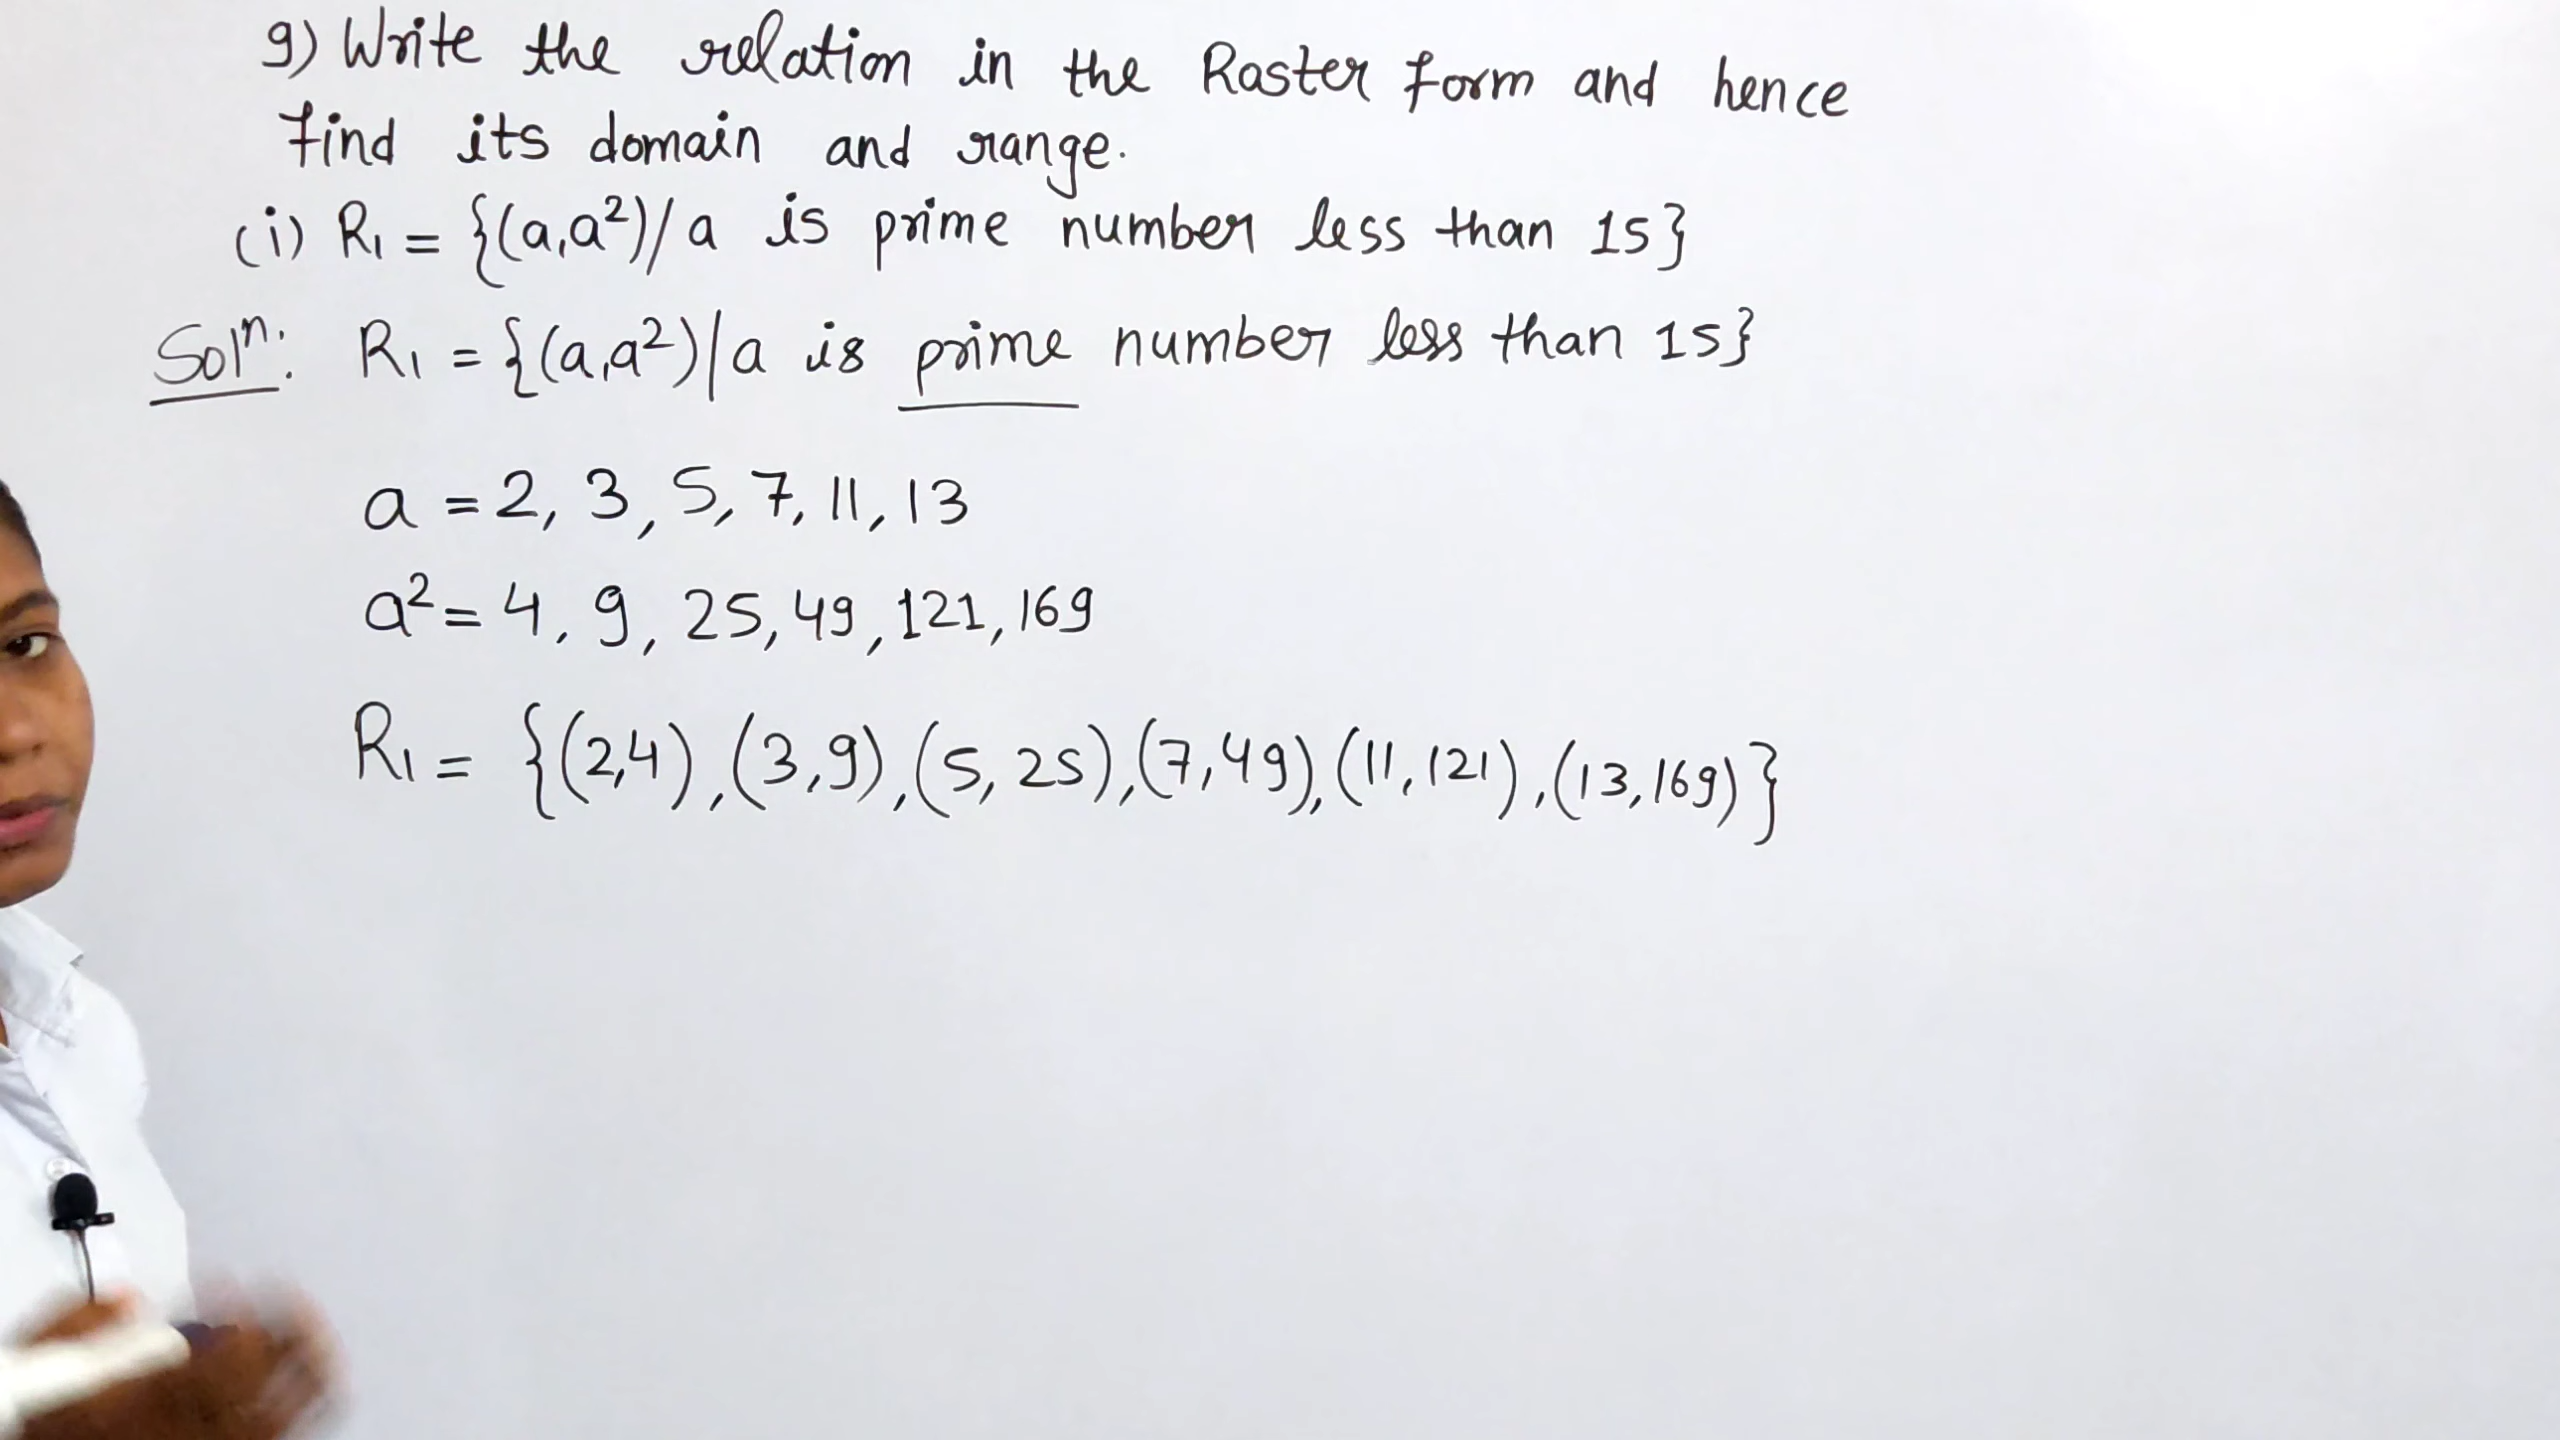 9) Write the relation in the Roster form and hence
find its domain and range.
(i) R₁ = {(a,a²)/a is prime number less than 15}
Solⁿ: R₁ = {(a,a²)/a is prime number less than 15}
a = 2, 3, 5, 7, 11, 13
a² = 4, 9, 25, 49, 121, 169
R₁ = {(2,4),(3,9),(5,25),(7,49),(11,121),(13,169)}